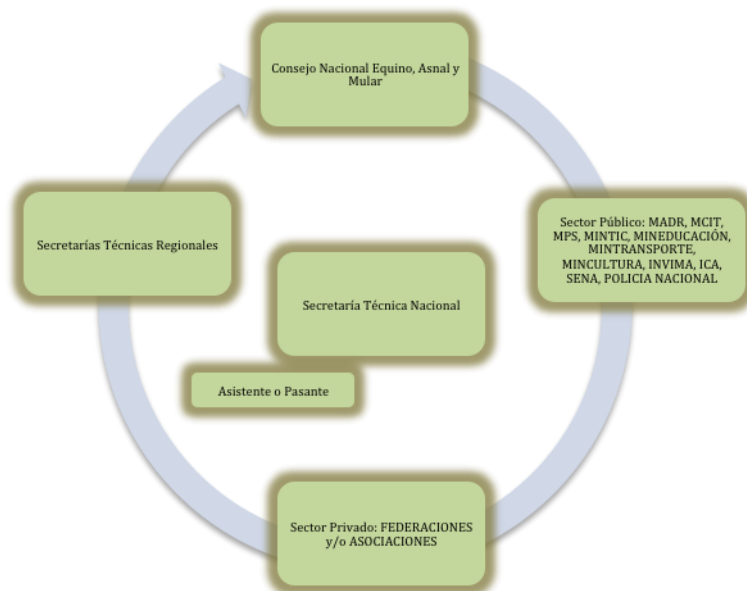 Consejo Nacional Equino, Asnal y
Mular
Sector Público: MADR, MCIT,
MPS, MINTIC, MINEDUCACIÓN,
MINTRANSPORTE,
MINCULTURA, INVIMA, ICA,
SENA, POLICIA NACIONAL
Secretarías Técnicas Regionales
Secretaría Técnica Nacional
Asistente o Pasante
Sector Privado: FEDERACIONES
y/o ASOCIACIONES